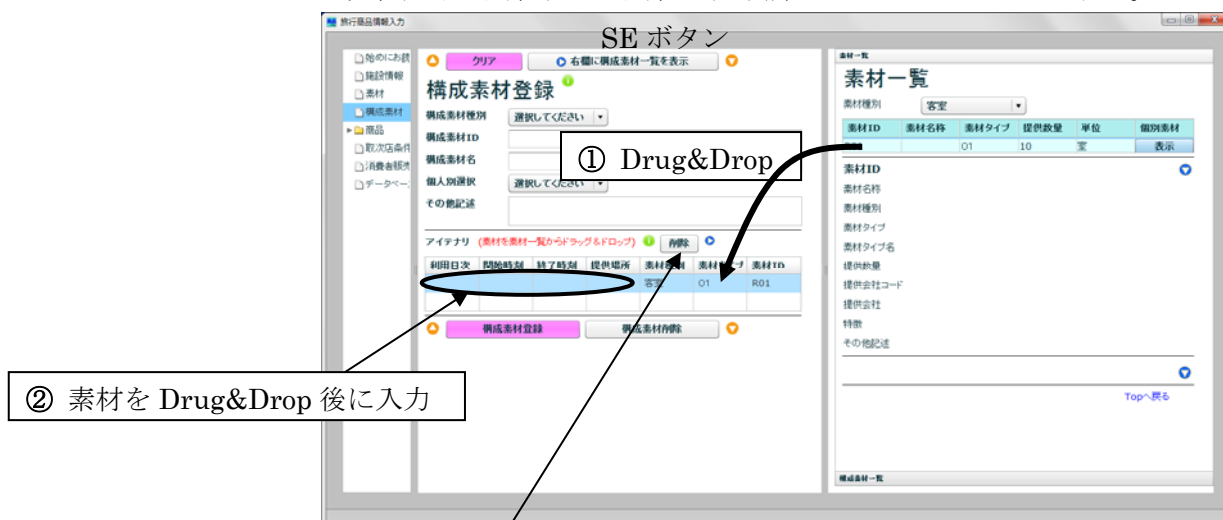 旅行商品情報入力
SE ボタン
始めにお読
施設情報
素材
構成素材
商品
取次店条件
消費者販売
データベー
クリア
右欄に構成素材一覧を表示
構成素材登録
構成素材種別 選択してください
構成素材ID
構成素材名
個人別選択 選択してください
その他記述
① Drug&Drop
アイテナリ (素材を素材一覧からドラッグ&ドロップ) 削除
利用日次 開始時刻 終了時刻 提供場所 素材種別 素材タイプ 素材ID
客室 01 R01
構成素材登録 構成素材削除
② 素材を Drug&Drop 後に入力
素材一覧
素材一覧
素材種別 客室
素材ID 素材名称 素材タイプ 提供数量 単位 個別素材
01 10 室 表示
素材ID
素材名称
素材種別
素材タイプ
素材タイプ名
提供数量
提供会社コード
提供会社
特徴
その他記述
Topへ戻る
構成素材一覧